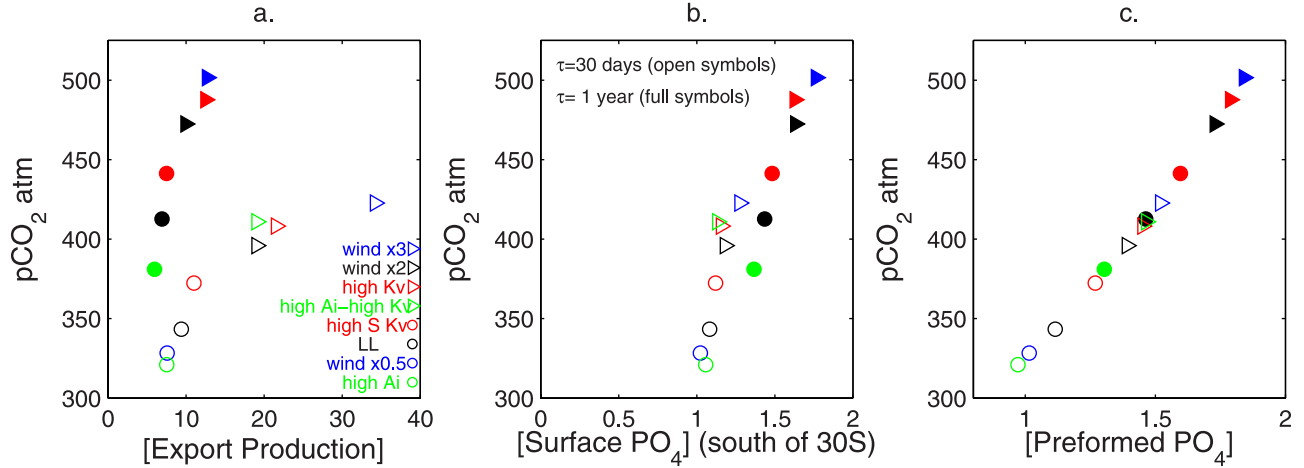 a.
pCO2 atm
500
450
400
350
300
0 10 20 30 40
[Export Production]
wind x3
wind x2
high Kv
high Ai−high Kv
high S Kv
LL
wind x0.5
high Ai
b.
τ=30 days (open symbols)
τ= 1 year (full symbols)
pCO2 atm
500
450
400
350
300
0 0.5 1 1.5 2
[Surface PO4] (south of 30S)
c.
pCO2 atm
500
450
400
350
300
1 1.5 2
[Preformed PO4]